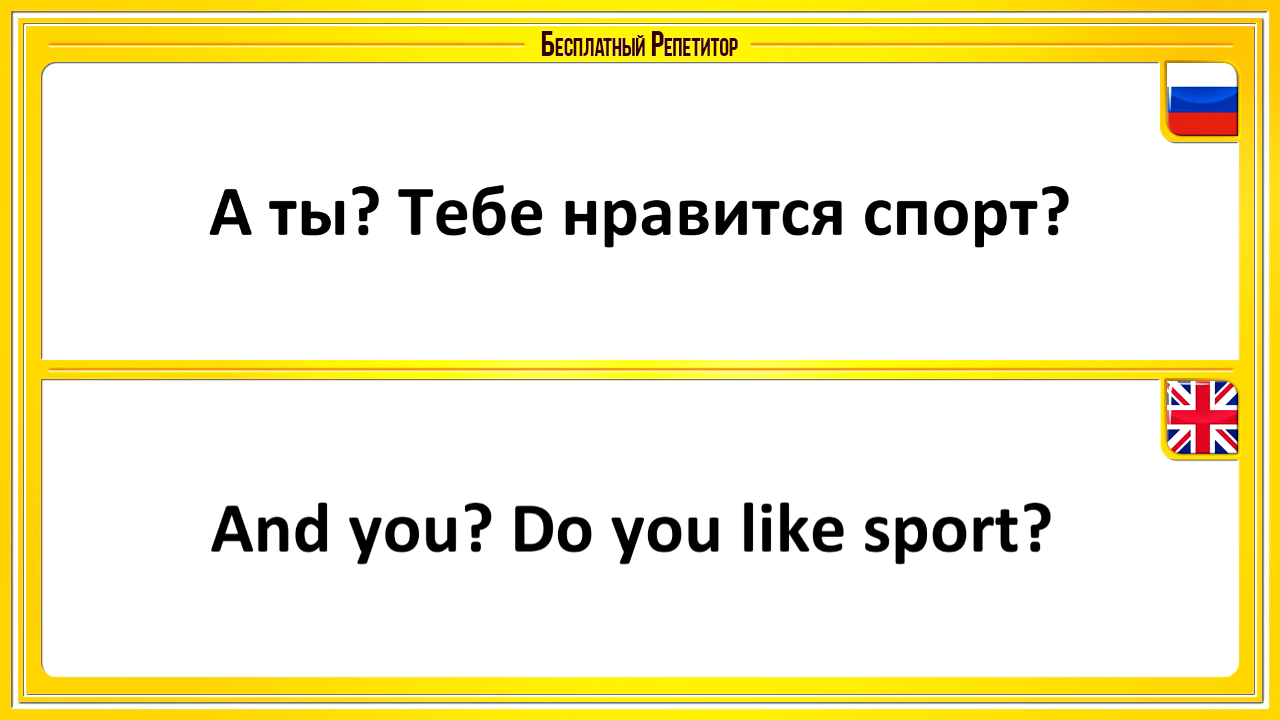 Бесплатный Репетитор
А ты? Тебе нравится спорт?
And you? Do you like sport?